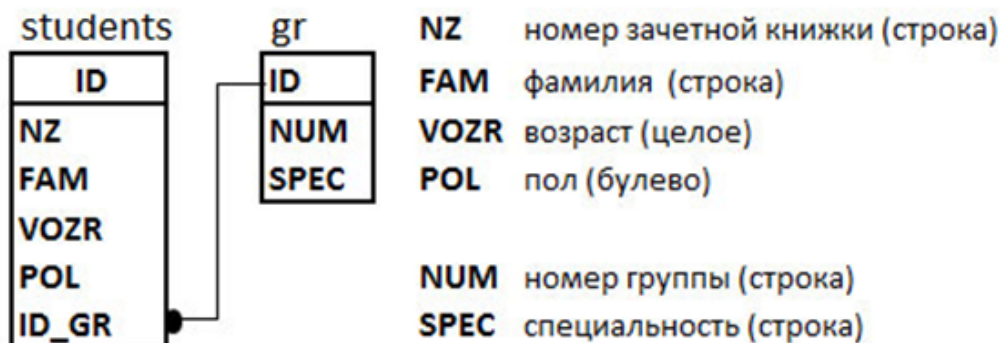 students gr
ID ID
NZ NUM
FAM SPEC
VOZR
POL
ID_GR
NZ номер зачетной книжки (строка)
FAM фамилия (строка)
VOZR возраст (целое)
POL пол (булево)
NUM номер группы (строка)
SPEC специальность (строка)